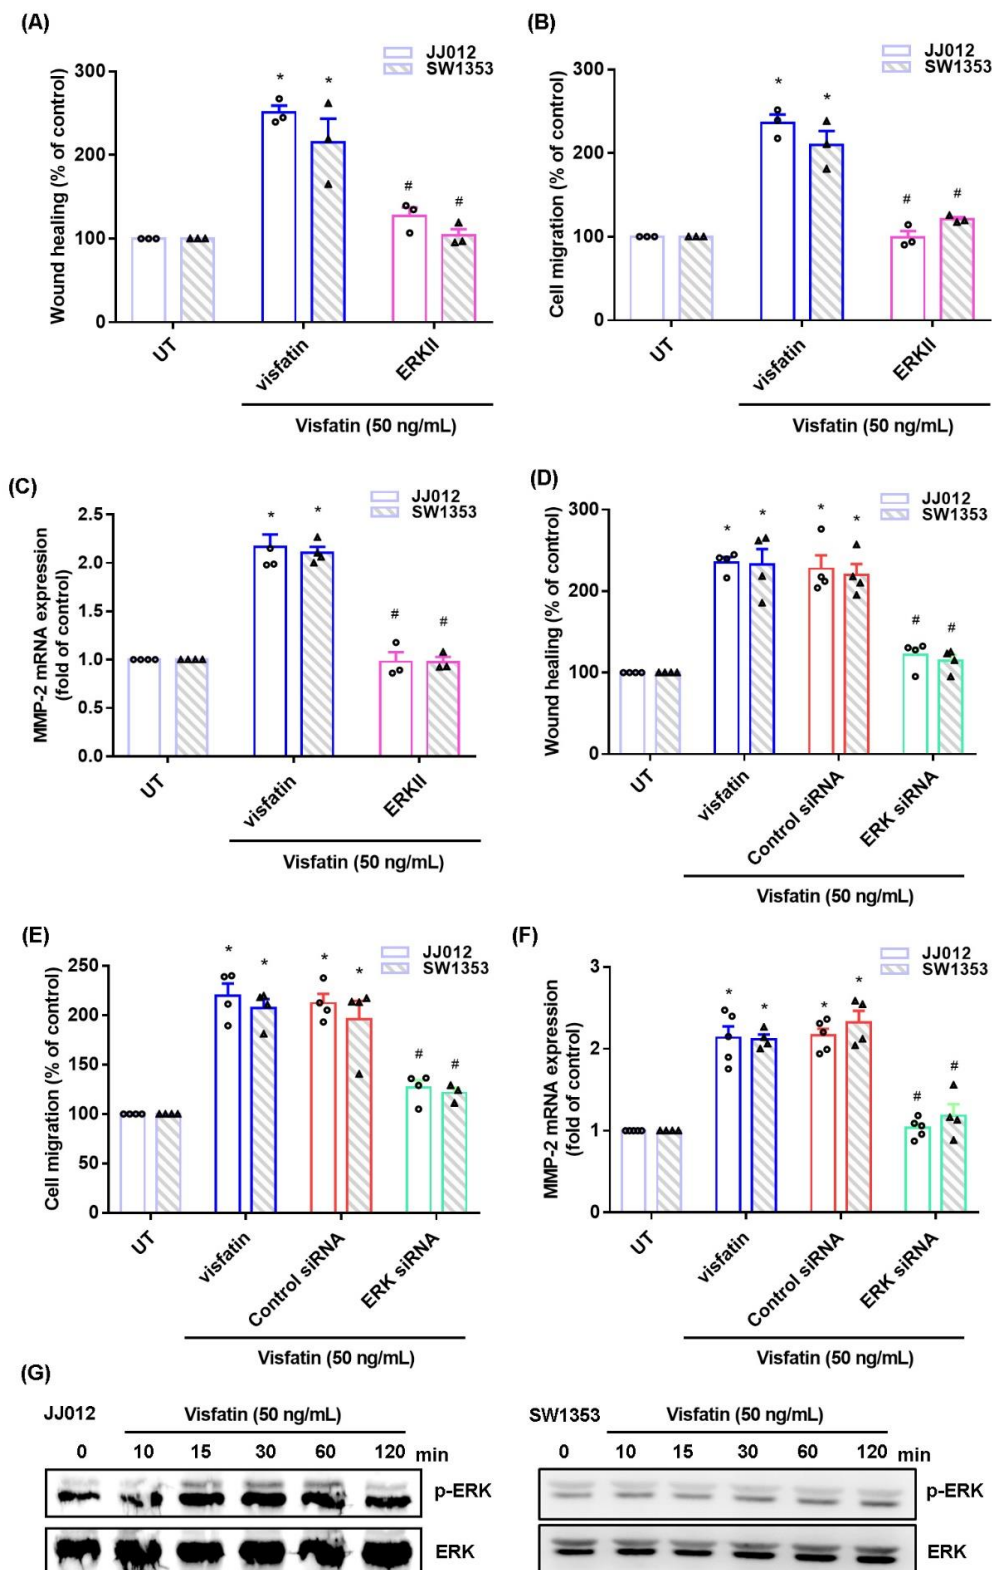 (A)
JJ012
SW1353
Wound healing (% of control)
300
200
100
0
* * # #
UT
visfatin
ERKII
Visfatin (50 ng/mL)
(B)
JJ012
SW1353
Cell migration (% of control)
300
200
100
0
* * # #
UT
visfatin
ERKII
Visfatin (50 ng/mL)
(C)
JJ012
SW1353
MMP-2 mRNA expression
(fold of control)
2.5
2.0
1.5
1.0
0.5
0.0
* * # #
UT
visfatin
ERKII
Visfatin (50 ng/mL)
(D)
JJ012
SW1353
Wound healing (% of control)
300
200
100
0
* * * * # #
UT
visfatin
Control siRNA
ERK siRNA
Visfatin (50 ng/mL)
(E)
JJ012
SW1353
Cell migration (% of control)
250
200
150
100
50
0
* * * * # #
UT
visfatin
Control siRNA
ERK siRNA
Visfatin (50 ng/mL)
(F)
JJ012
SW1353
MMP-2 mRNA expression
(fold of control)
3
2
1
0
* * * * # #
UT
visfatin
Control siRNA
ERK siRNA
Visfatin (50 ng/mL)
(G)
JJ012 Visfatin (50 ng/mL)
0 10 15 30 60 120 min
p-ERK
ERK
SW1353 Visfatin (50 ng/mL)
0 10 15 30 60 120 min
p-ERK
ERK